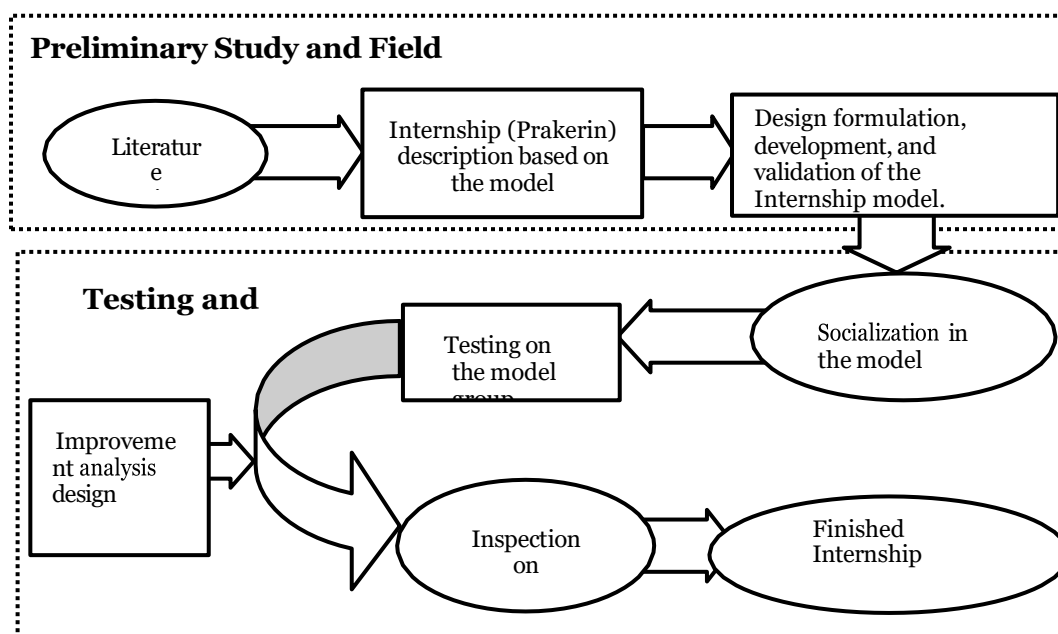 Preliminary Study and Field
Literatur
e
Internship (Prakerin)
description based on
the model
Design formulation,
development, and
validation of the
Internship model.
Testing and
Socialization in
the model
Testing on
the model
group
Improveme
nt analysis
design
Inspection
on
Finished
Internship